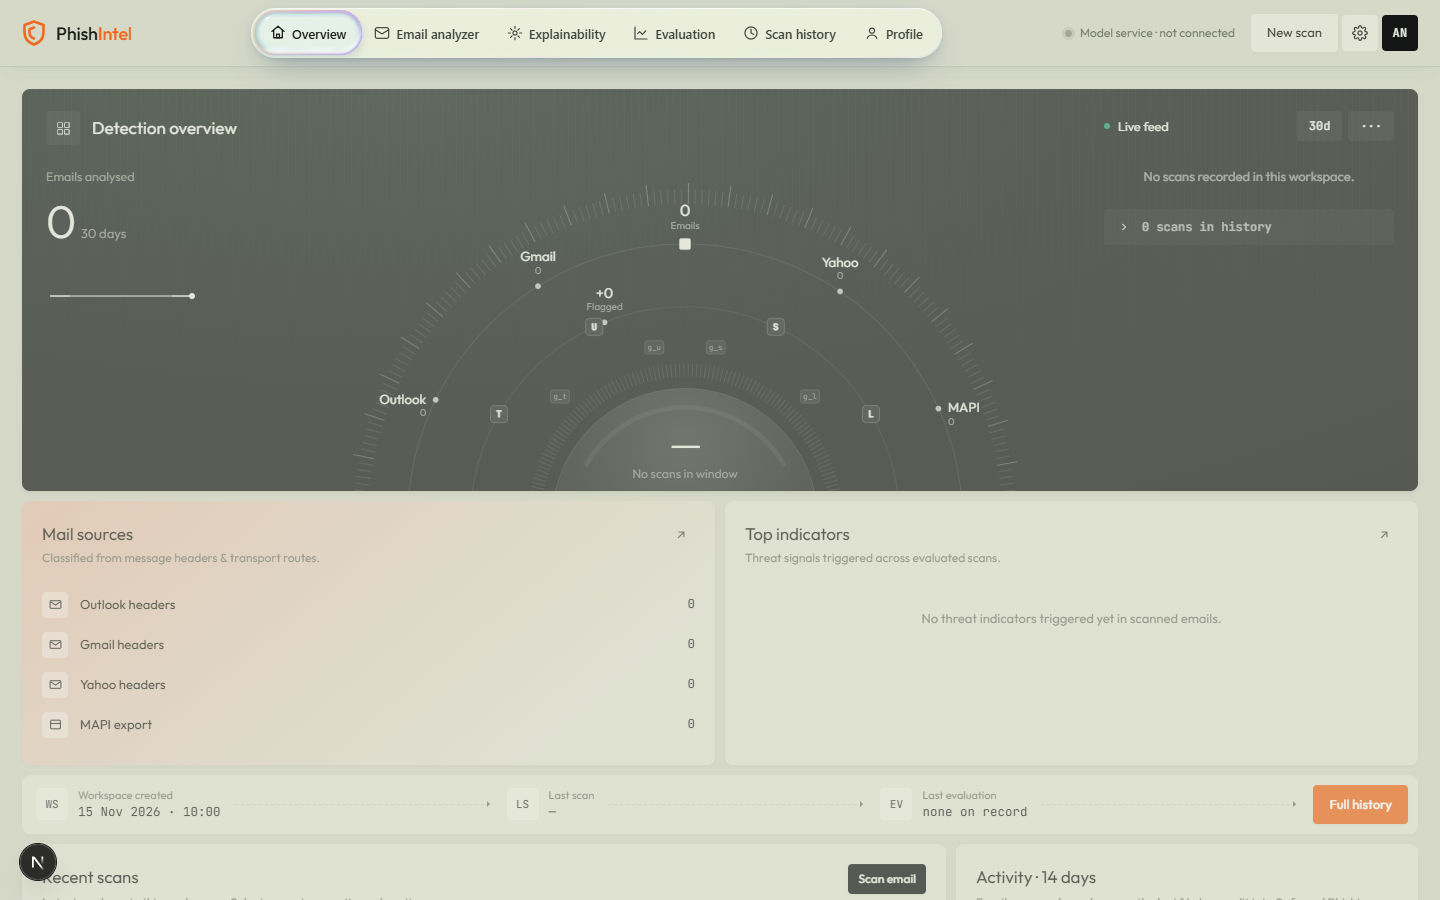 PhishIntel
Overview
Email analyzer
Explainability
Evaluation
Scan history
Profile
Model service · not connected
New scan
AN
Detection overview
Live feed
30d
Emails analysed
0 30 days
No scans recorded in this workspace.
0 scans in history
0
Emails
Gmail
0
Yahoo
0
+0
Flagged
U
S
g_u
g_s
Outlook
0
T
g_t
g_l
L
MAPI
0
No scans in window
Mail sources
Classified from message headers & transport routes.
Outlook headers 0
Gmail headers 0
Yahoo headers 0
MAPI export 0
Top indicators
Threat signals triggered across evaluated scans.
No threat indicators triggered yet in scanned emails.
WS
Workspace created
15 Nov 2026 · 10:00
LS
Last scan
—
EV
Last evaluation
none on record
Full history
N
Recent scans
Scan email
Activity · 14 days